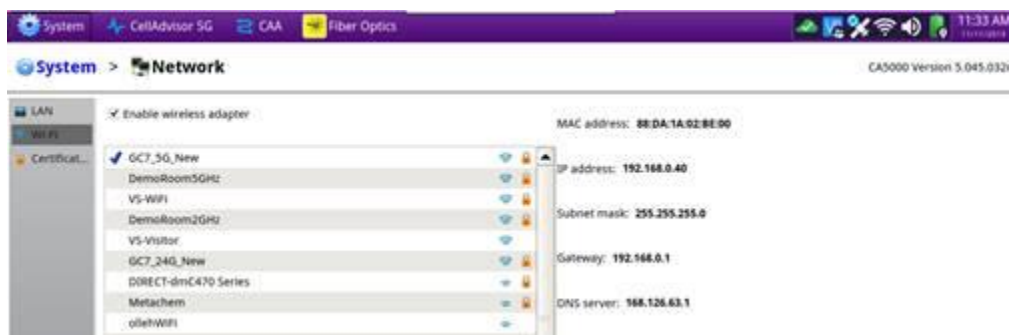 System CellAdvisor 5G CAA Fiber Optics 11:33 AM
System > Network CA5000 Version 5.045.032
LAN
Wi-Fi
Certificat...
Enable wireless adapter
GC7_5G_New
DemoRoom5GHz
VS-WiFi
DemoRoom2GHz
VS-Visitor
GC7_24G_New
DIRECT-dmC470 Series
Metachem
ollehWiFi
MAC address: 88:DA:1A:02:BE:00
IP address: 192.168.0.40
Subnet mask: 255.255.255.0
Gateway: 192.168.0.1
DNS server: 168.126.63.1